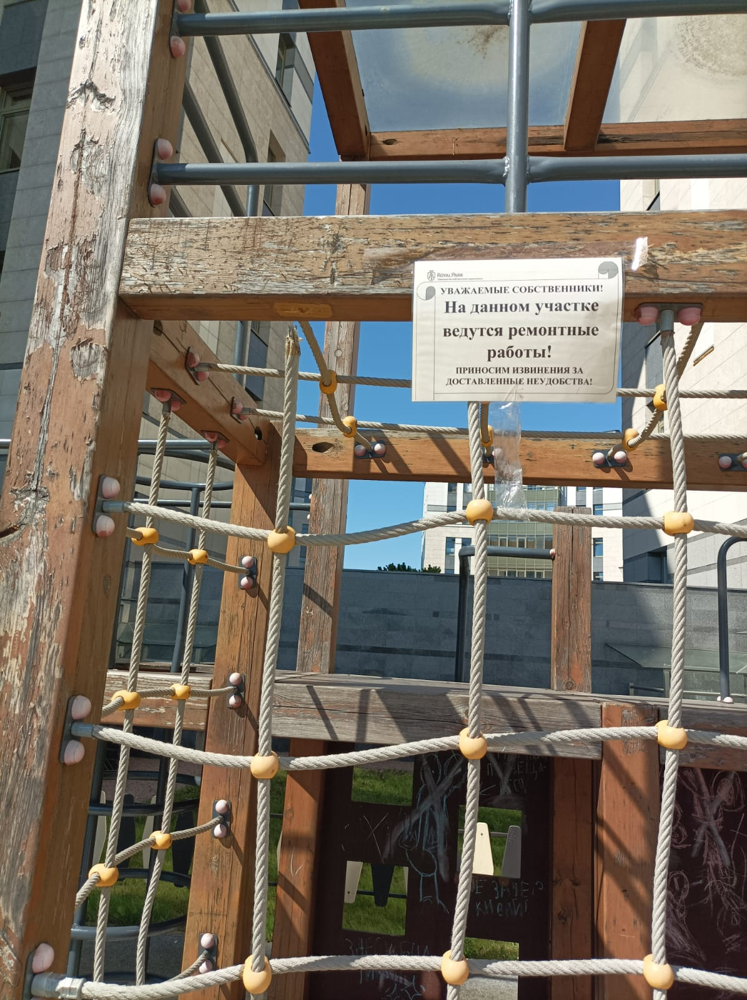 ROYAL PARK
УВАЖАЕМЫЕ СОБСТВЕННИКИ!
На данном участке
ведутся ремонтные
работы!
ПРИНОСИМ ИЗВИНЕНИЯ ЗА
ДОСТАВЛЕННЫЕ НЕУДОБСТВА!